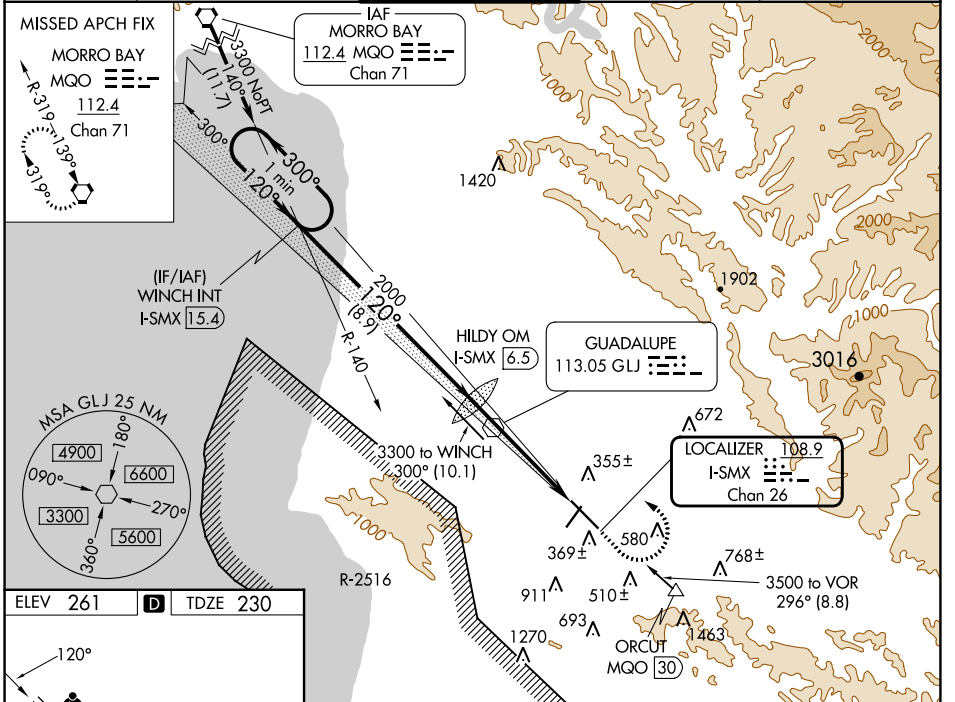 MISSED APCH FIX
MORRO BAY
MQO
112.4
Chan 71
R-319
139°
319°
IAF
MORRO BAY
112.4 MQO
Chan 71
3300 NoPT
140°
(11.7)
300°
300°
1 min
120°
2000
1000
1420
2000
1902
1000
3016
(IF/IAF)
WINCH INT
I-SMX 15.4
2000
120°
(8.9)
R-140
HILDY OM
I-SMX 6.5
GUADALUPE
113.05 GLJ
3300 to WINCH
300° (10.1)
672
LOCALIZER 108.9
I-SMX
Chan 26
355±
MSA GLJ 25 NM
180°
4900
090°
6600
3300
270°
5600
360°
1000
R-2516
369±
580
768±
911
510±
3500 to VOR
296° (8.8)
693
1463
1270
ORCUT
MQO 30
ELEV 261 D TDZE 230
120°